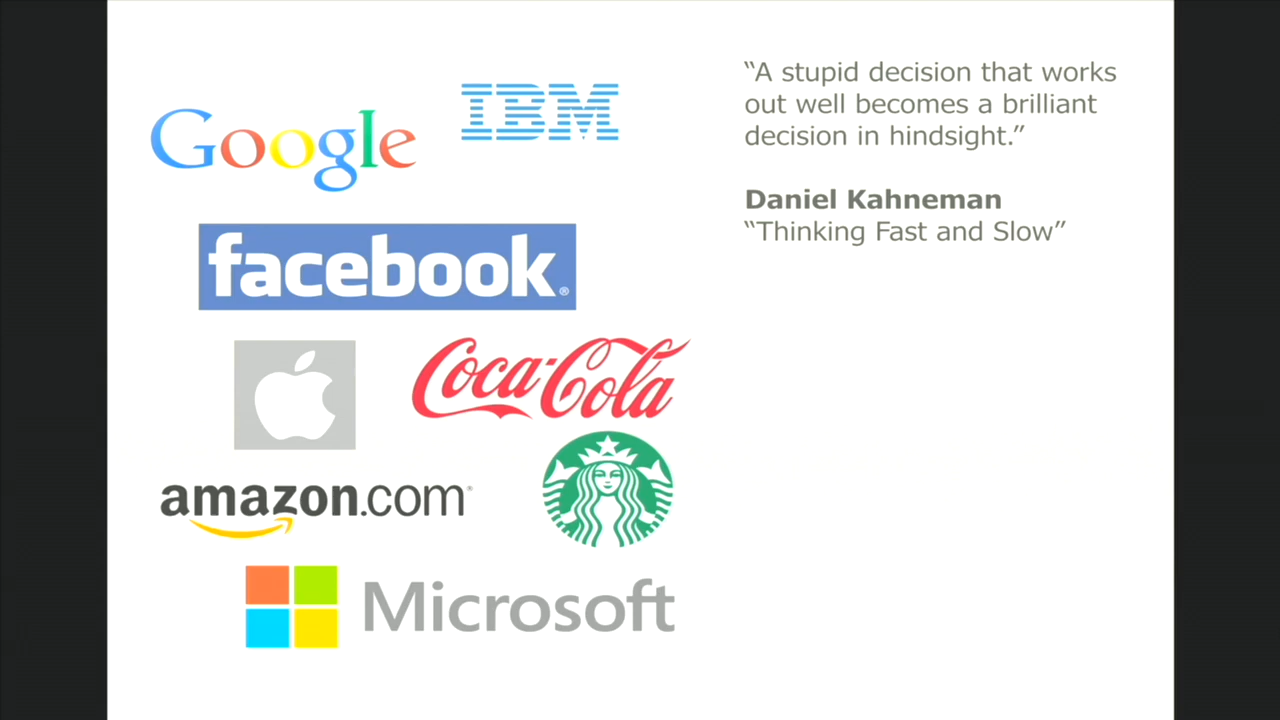 Google
IBM
facebook®
Coca-Cola
amazon.com®
Microsoft
“A stupid decision that works
out well becomes a brilliant
decision in hindsight.”
Daniel Kahneman
“Thinking Fast and Slow”